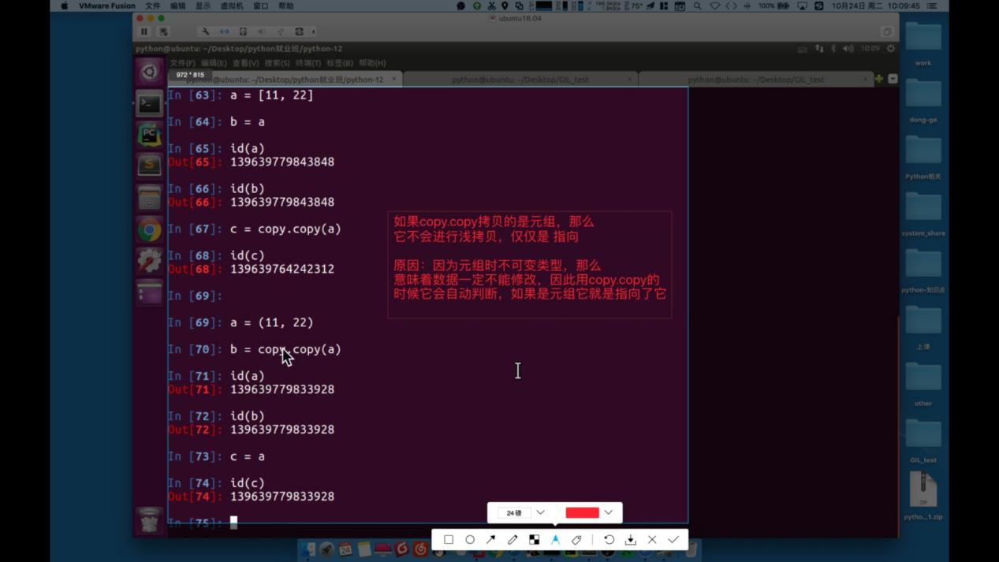 VMware Fusion 文件 编辑 显示 虚拟机 窗口 帮助
75° 100% 10月24日 周二 10:09:45
ubuntu16.04
python@ubuntu: ~/Desktop/python就业班/python-12
10:09
文件(F) 编辑(E) 查看(V) 搜索(S) 终端(T) 标签(B) 帮助(H)
972 * 815
python@ubuntu: ~/Desktop/python就业班/python-12
python@ubuntu: ~/Desktop/GIL_test
python@ubuntu: ~/Desktop/GIL_test
In [63]: a = [11, 22]
In [64]: b = a
In [65]: id(a)
Out[65]: 139639779843848
In [66]: id(b)
Out[66]: 139639779843848
In [67]: c = copy.copy(a)
In [68]: id(c)
Out[68]: 139639764242312
In [69]:
In [69]: a = (11, 22)
In [70]: b = copy.copy(a)
In [71]: id(a)
Out[71]: 139639779833928
In [72]: id(b)
Out[72]: 139639779833928
In [73]: c = a
In [74]: id(c)
Out[74]: 139639779833928
In [75]:
如果copy.copy拷贝的是元组，那么
它不会进行浅拷贝，仅仅是 指向
原因：因为元组时不可变类型，那么
意味着数据一定不能修改，因此用copy.copy的
时候它会自动判断，如果是元组它就是指向了它
24磅
work
dong-ge
Python相关
system_share
python-知识点
上课
other
GIL_test
ZIP
pytho...1.zip